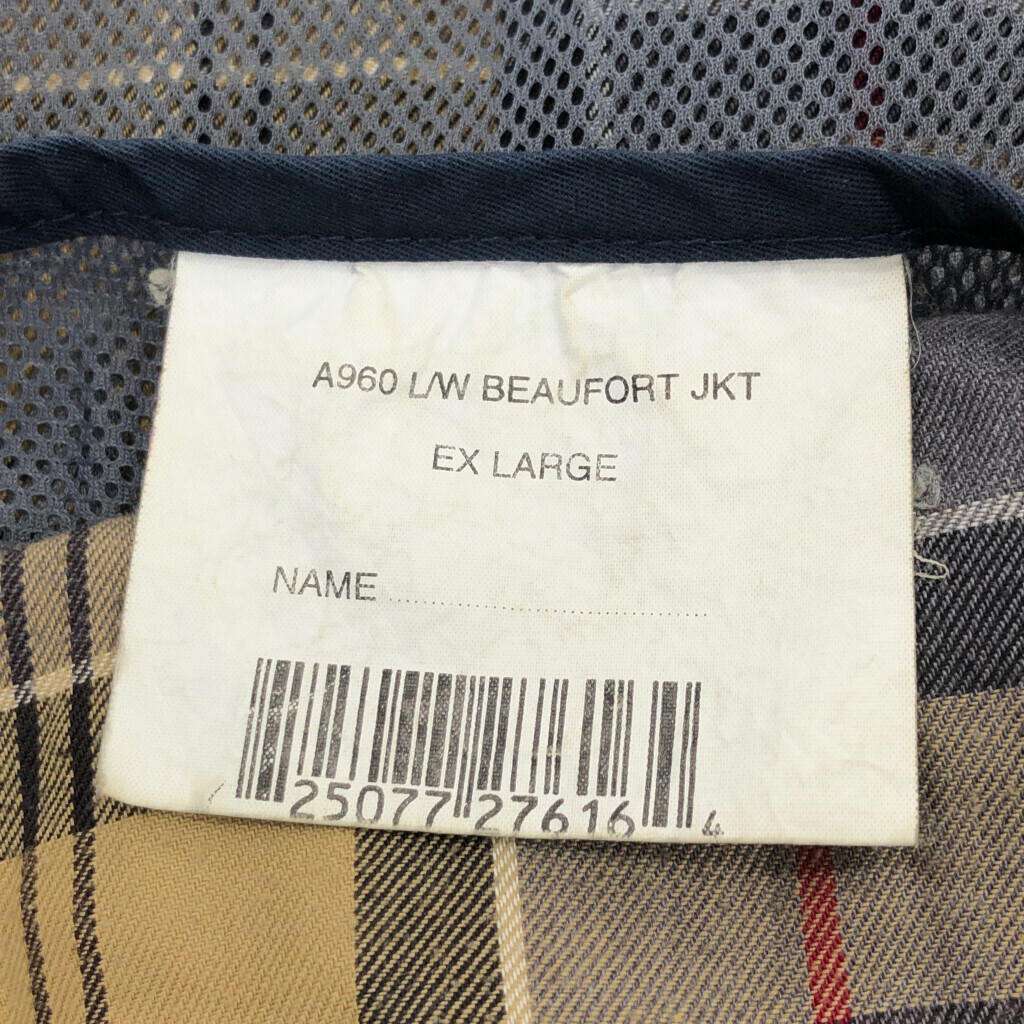 A960 L/W BEAUFORT JKT
EX LARGE
NAME ................................................
25077 27616 4